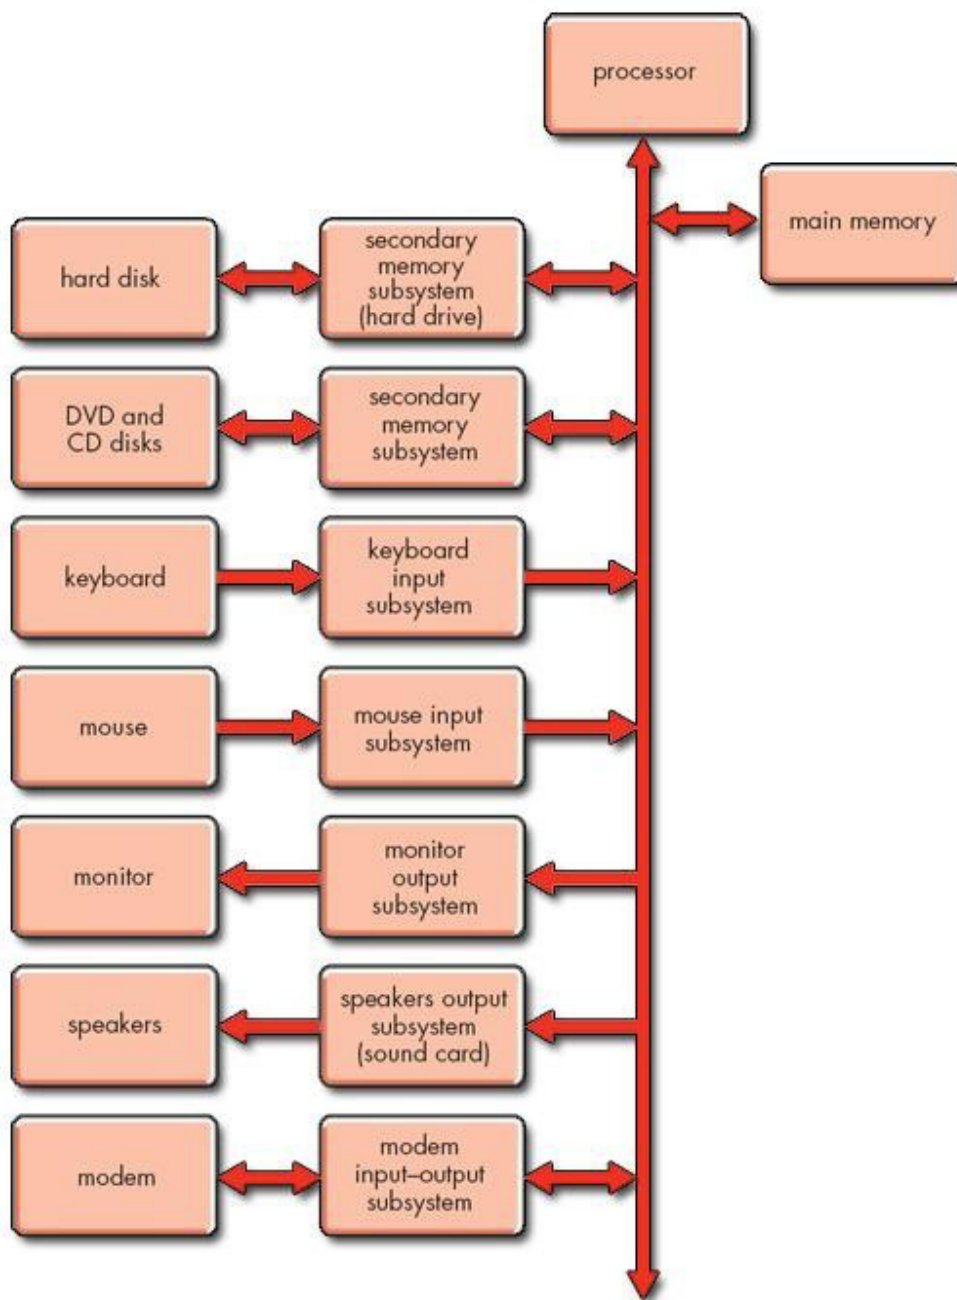 processor
main memory
hard disk
secondary
memory
subsystem
(hard drive)
DVD and
CD disks
secondary
memory
subsystem
keyboard
keyboard
input
subsystem
mouse
mouse input
subsystem
monitor
monitor
output
subsystem
speakers
speakers output
subsystem
(sound card)
modem
modem
input–output
subsystem